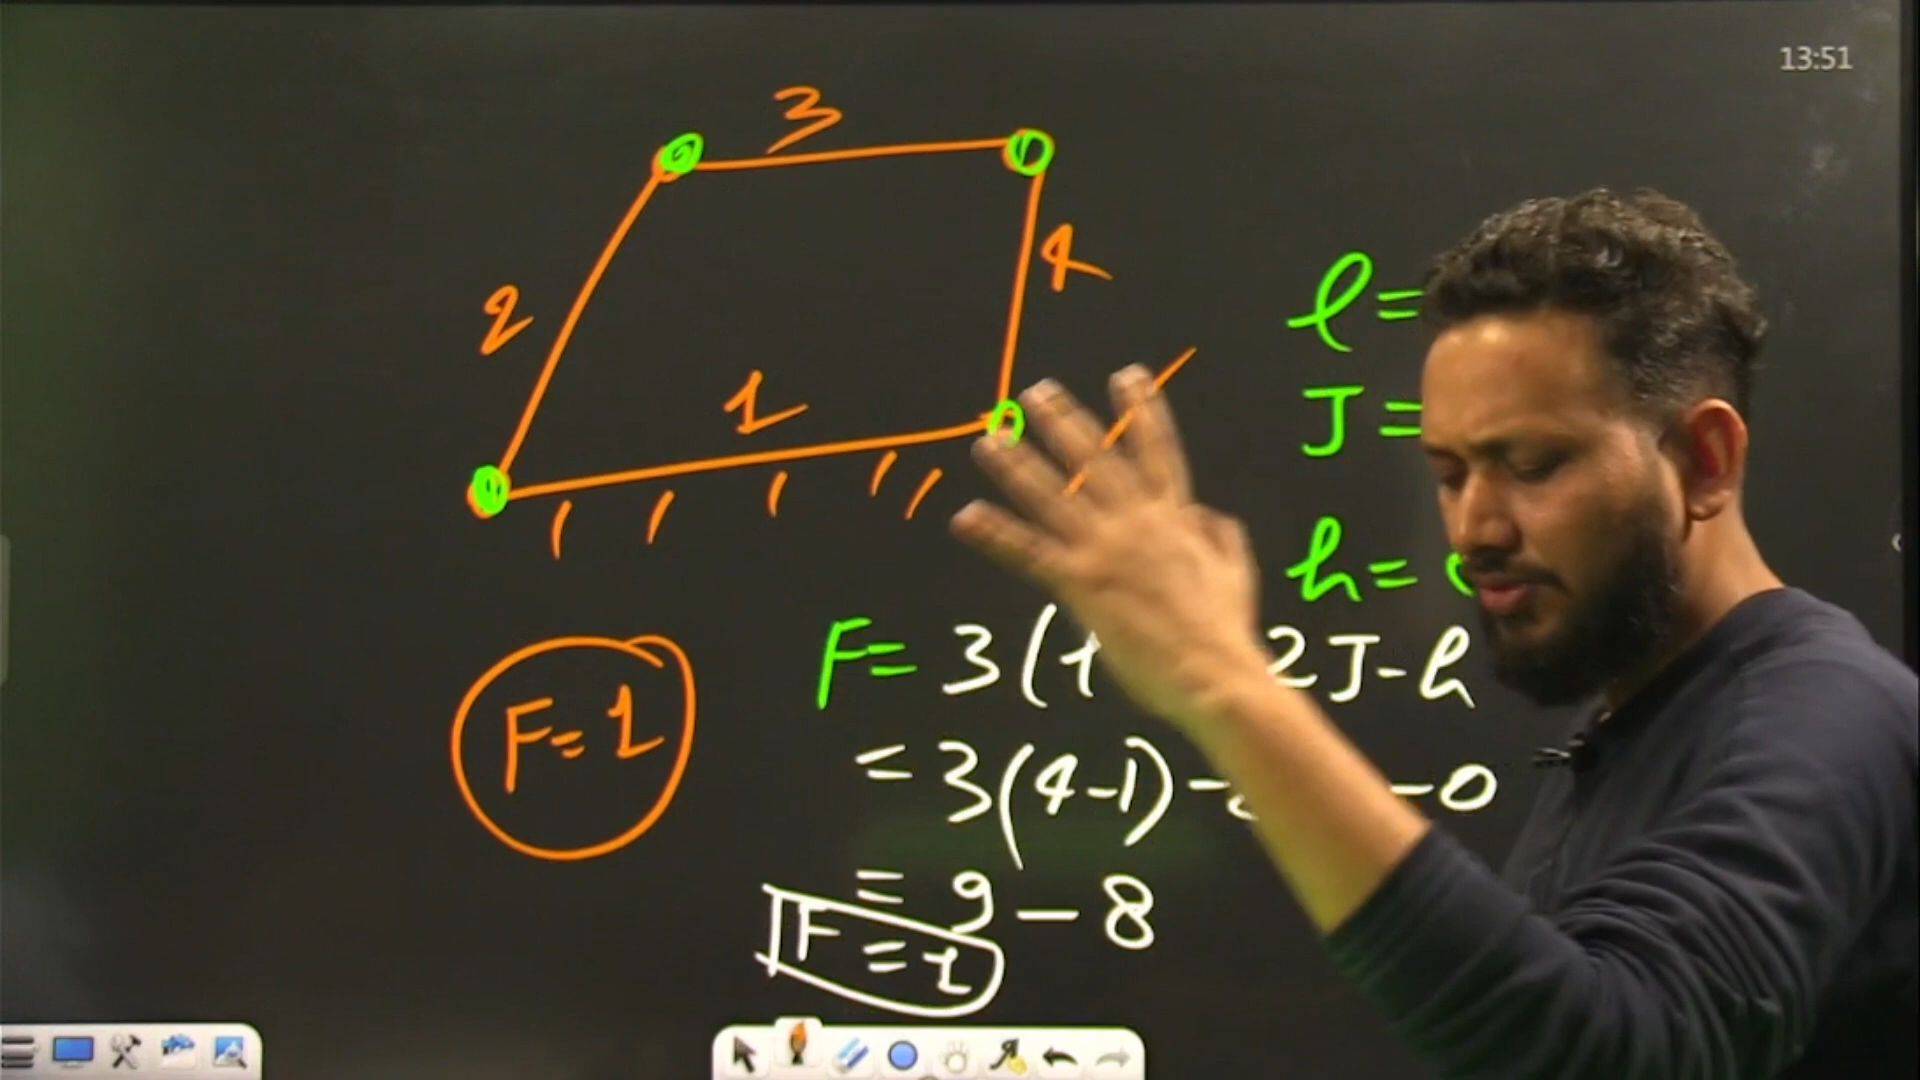 13:51
3
2
4
1
l=
J=
h=
F= 3( 2J-h
=3(4-1)- -0
F=1
= 9-8
F=1